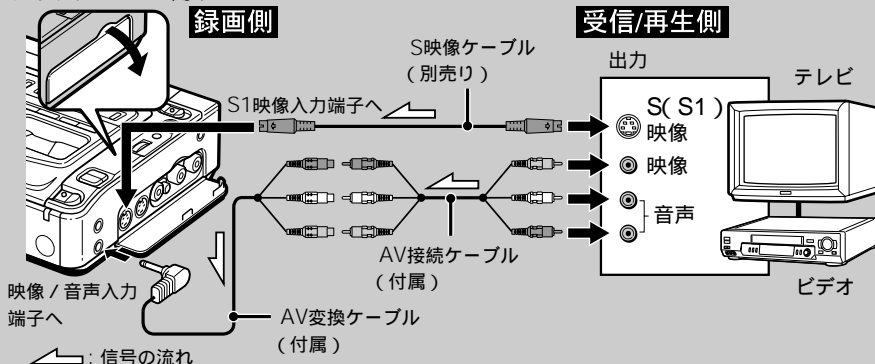 録画側
受信/再生側
S映像ケーブル
(別売り)
出力
テレビ
S1映像入力端子へ
S(S1)
映像
映像
音声
AV接続ケーブル
(付属)
映像/音声入力
端子へ
ビデオ
AV変換ケーブル
(付属)
:信号の流れ